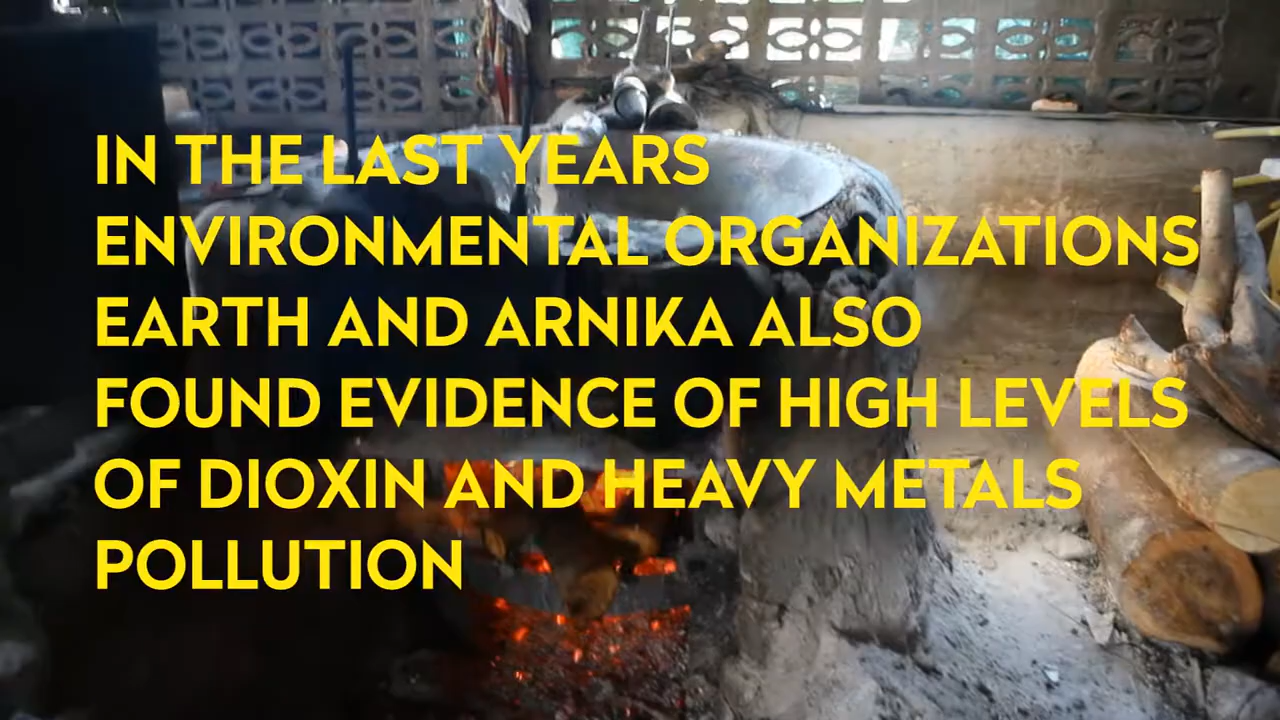 IN THE LAST YEARS
ENVIRONMENTAL ORGANIZATIONS
EARTH AND ARNIKA ALSO
FOUND EVIDENCE OF HIGH LEVELS
OF DIOXIN AND HEAVY METALS
POLLUTION